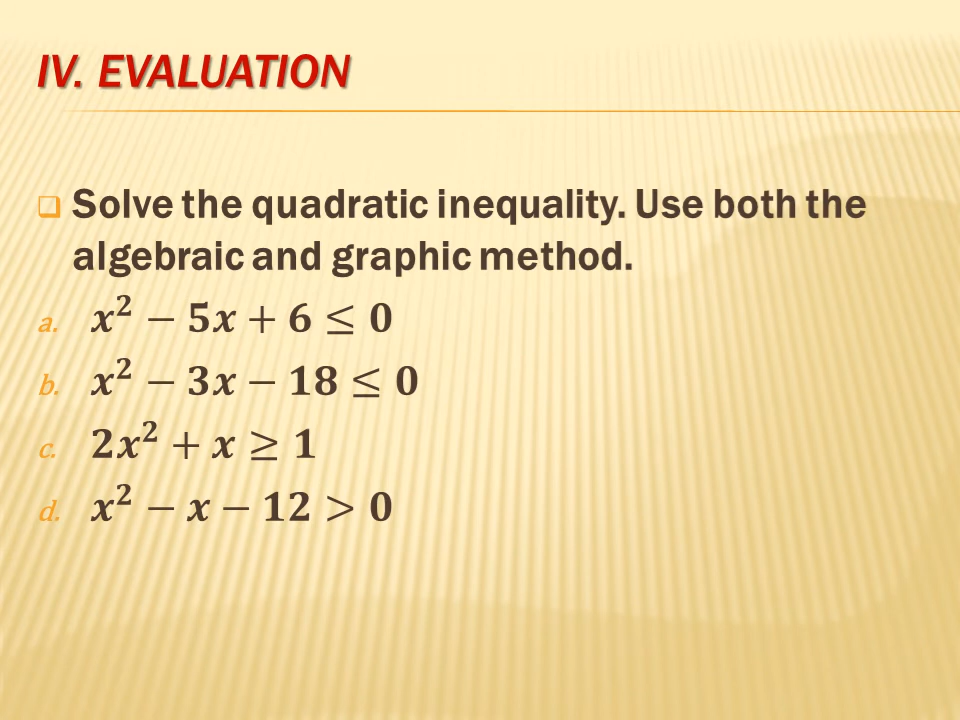 IV. EVALUATION
Solve the quadratic inequality. Use both the
algebraic and graphic method.
a. x² − 5x + 6 ≤ 0
b. x² − 3x − 18 ≤ 0
c. 2x² + x ≥ 1
d. x² − x − 12 > 0